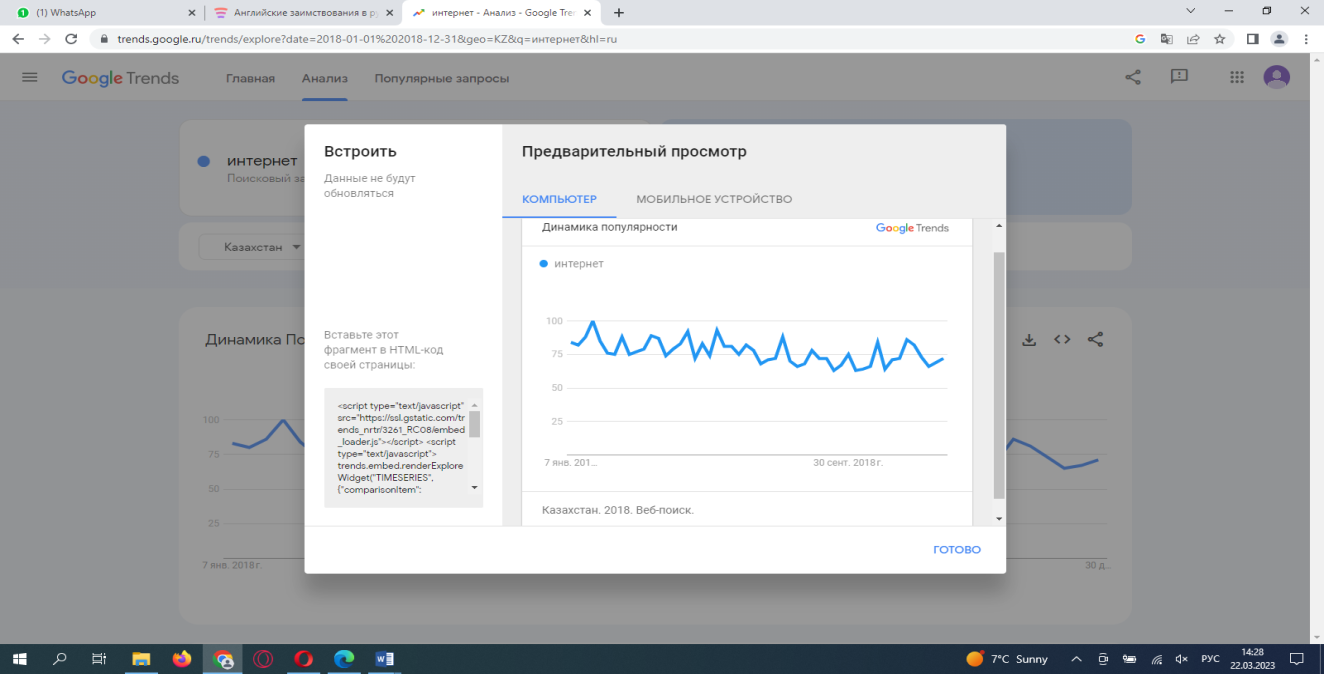 (1) WhatsApp
Английские заимствования в р
интернет - Анализ - Google Tre
trends.google.ru/trends/explore?date=2018-01-01%202018-12-31&geo=KZ&q=интернет&hl=ru
Google Trends
Главная
Анализ
Популярные запросы
интернет
Поисковый за
Казахстан
Динамика По
100
75
50
25
7 янв. 2018 г.
30 д...
Встроить
Данные не будут
обновляться
Вставьте этот
фрагмент в HTML-код
своей страницы:
<script type="text/javascript"
src="https://ssl.gstatic.com/tr
ends_nrtr/3261_RC08/embed
_loader.js"></script> <script
type="text/javascript">
trends.embed.renderExplore
Widget("TIMESERIES",
{"comparisonItem":
Предварительный просмотр
КОМПЬЮТЕР
МОБИЛЬНОЕ УСТРОЙСТВО
Динамика популярности
Google Trends
интернет
100
75
50
25
7 янв. 201...
30 сент. 2018 г.
Казахстан. 2018. Веб-поиск.
ГОТОВО
7°C Sunny
РУС
14:28
22.03.2023